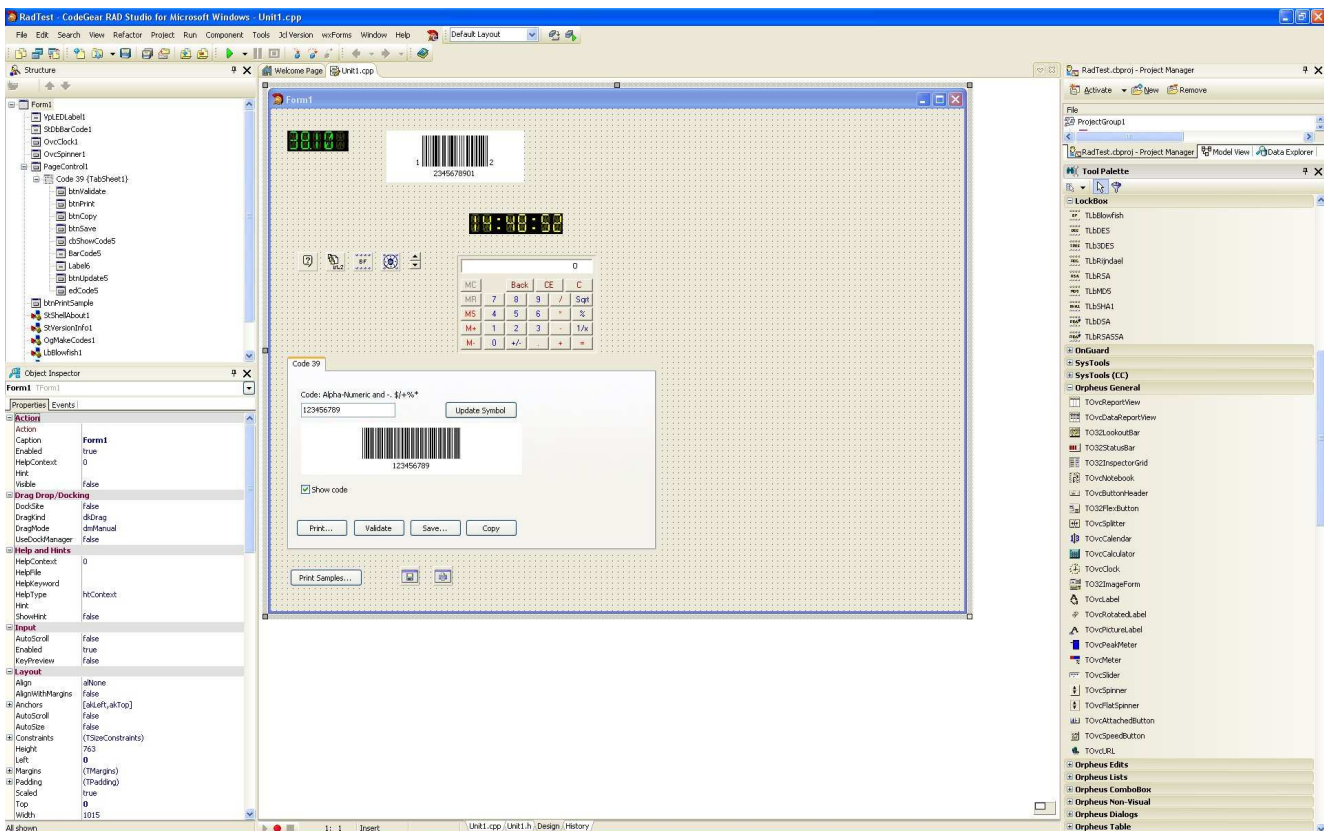 RadTest - CodeGear RAD Studio for Microsoft Windows - Unit1.cpp
File Edit Search View Refactor Project Run Component Tools Jcl Version wxForms Window Help Default Layout
Structure
Form1
VpLEDLabel1
StDbBarCode1
OvcClock1
OvcSpinner1
PageControl1
Code 39 {TabSheet1}
btnValidate
btnPrint
btnCopy
btnSave
cbShowCode5
BarCode5
Label6
btnUpdate5
edCode5
btnPrintSample
StShellAbout1
StVersionInfo1
OgMakeCodes1
LbBlowfish1
Object Inspector
Form1 TForm1
Properties Events
Action
Action
Caption Form1
Enabled true
HelpContext 0
Hint
Visible false
Drag Drop/Docking
DockSite false
DragKind dkDrag
DragMode dmManual
UseDockManager false
Help and Hints
HelpContext 0
HelpFile
HelpKeyword
HelpType htContext
Hint
ShowHint false
Input
AutoScroll false
Enabled true
KeyPreview false
Layout
Align alNone
AlignWithMargins false
Anchors [akLeft,akTop]
AutoScroll false
AutoSize false
Constraints (TSizeConstraints)
Height 763
Left 0
Margins (TMargins)
Padding (TPadding)
Scaled true
Top 0
Width 1015
All shown
Welcome Page Unit1.cpp
Form1
1 2345678901 2
BF
0
MC Back CE C
MR 7 8 9 / Sqrt
MS 4 5 6 * %
M+ 1 2 3 - 1/x
M- 0 +/- . + =
Code 39
Code: Alpha-Numeric and -. $/+%*
123456789 Update Symbol
123456789
Show code
Print... Validate Save... Copy
Print Samples...
1: 1 Insert Unit1.cpp Unit1.h Design History
RadTest.cbproj - Project Manager
Activate New Remove
File
ProjectGroup1
RadTest.cbproj - Project Manager Model View Data Explorer
Tool Palette
LockBox
TLbBlowfish
TLbDES
TLb3DES
TLbRijndael
TLbRSA
TLbMD5
TLbSHA1
TLbDSA
TLbRSASSA
OnGuard
SysTools
SysTools (CC)
Orpheus General
TOvcReportView
TOvcDataReportView
TO32LookoutBar
TO32StatusBar
TO32InspectorGrid
TOvcNotebook
TOvcButtonHeader
TO32FlexButton
TOvcSplitter
TOvcCalendar
TOvcCalculator
TOvcClock
TO32ImageForm
TOvcLabel
TOvcRotatedLabel
TOvcPictureLabel
TOvcPeakMeter
TOvcMeter
TOvcSlider
TOvcSpinner
TOvcFlatSpinner
TOvcAttachedButton
TOvcSpeedButton
TOvcURL
Orpheus Edits
Orpheus Lists
Orpheus ComboBox
Orpheus Non-Visual
Orpheus Dialogs
Orpheus Table